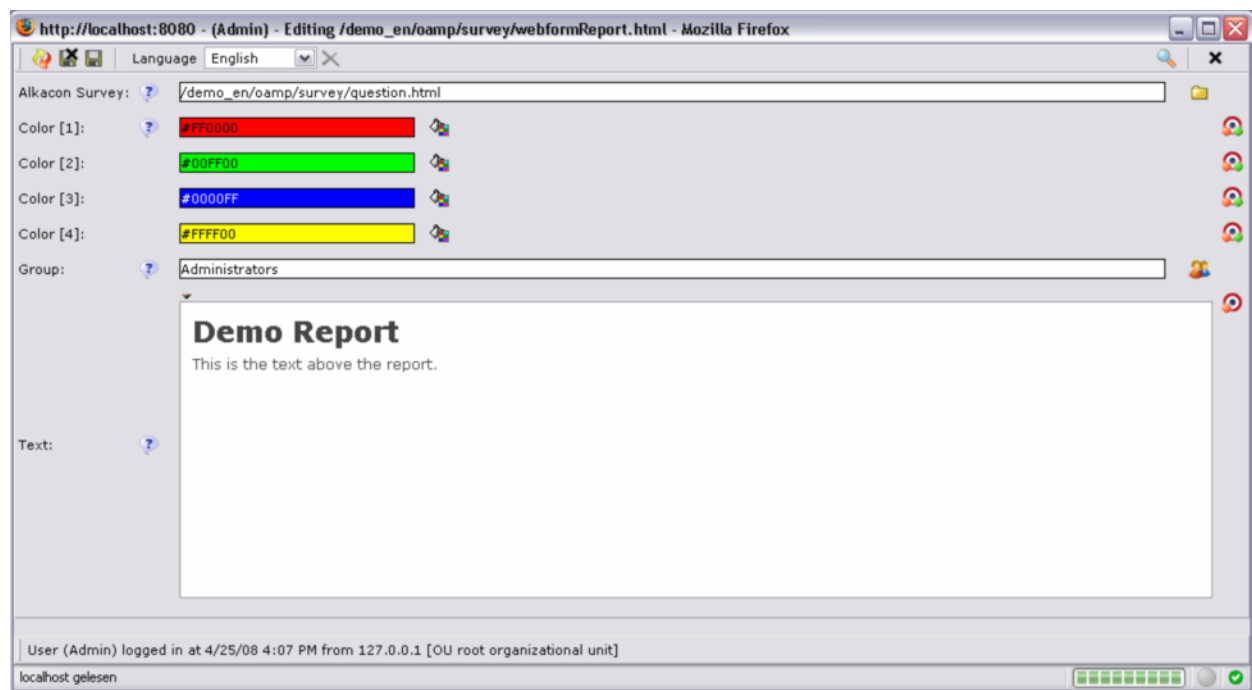 http://localhost:8080 - (Admin) - Editing /demo_en/oamp/survey/webformReport.html - Mozilla Firefox
Language English
Alkacon Survey: /demo_en/oamp/survey/question.html
Color [1]: #FF0000
Color [2]: #00FF00
Color [3]: #0000FF
Color [4]: #FFFF00
Group: Administrators
Demo Report
This is the text above the report.
Text:
User (Admin) logged in at 4/25/08 4:07 PM from 127.0.0.1 [OU root organizational unit]
localhost gelesen